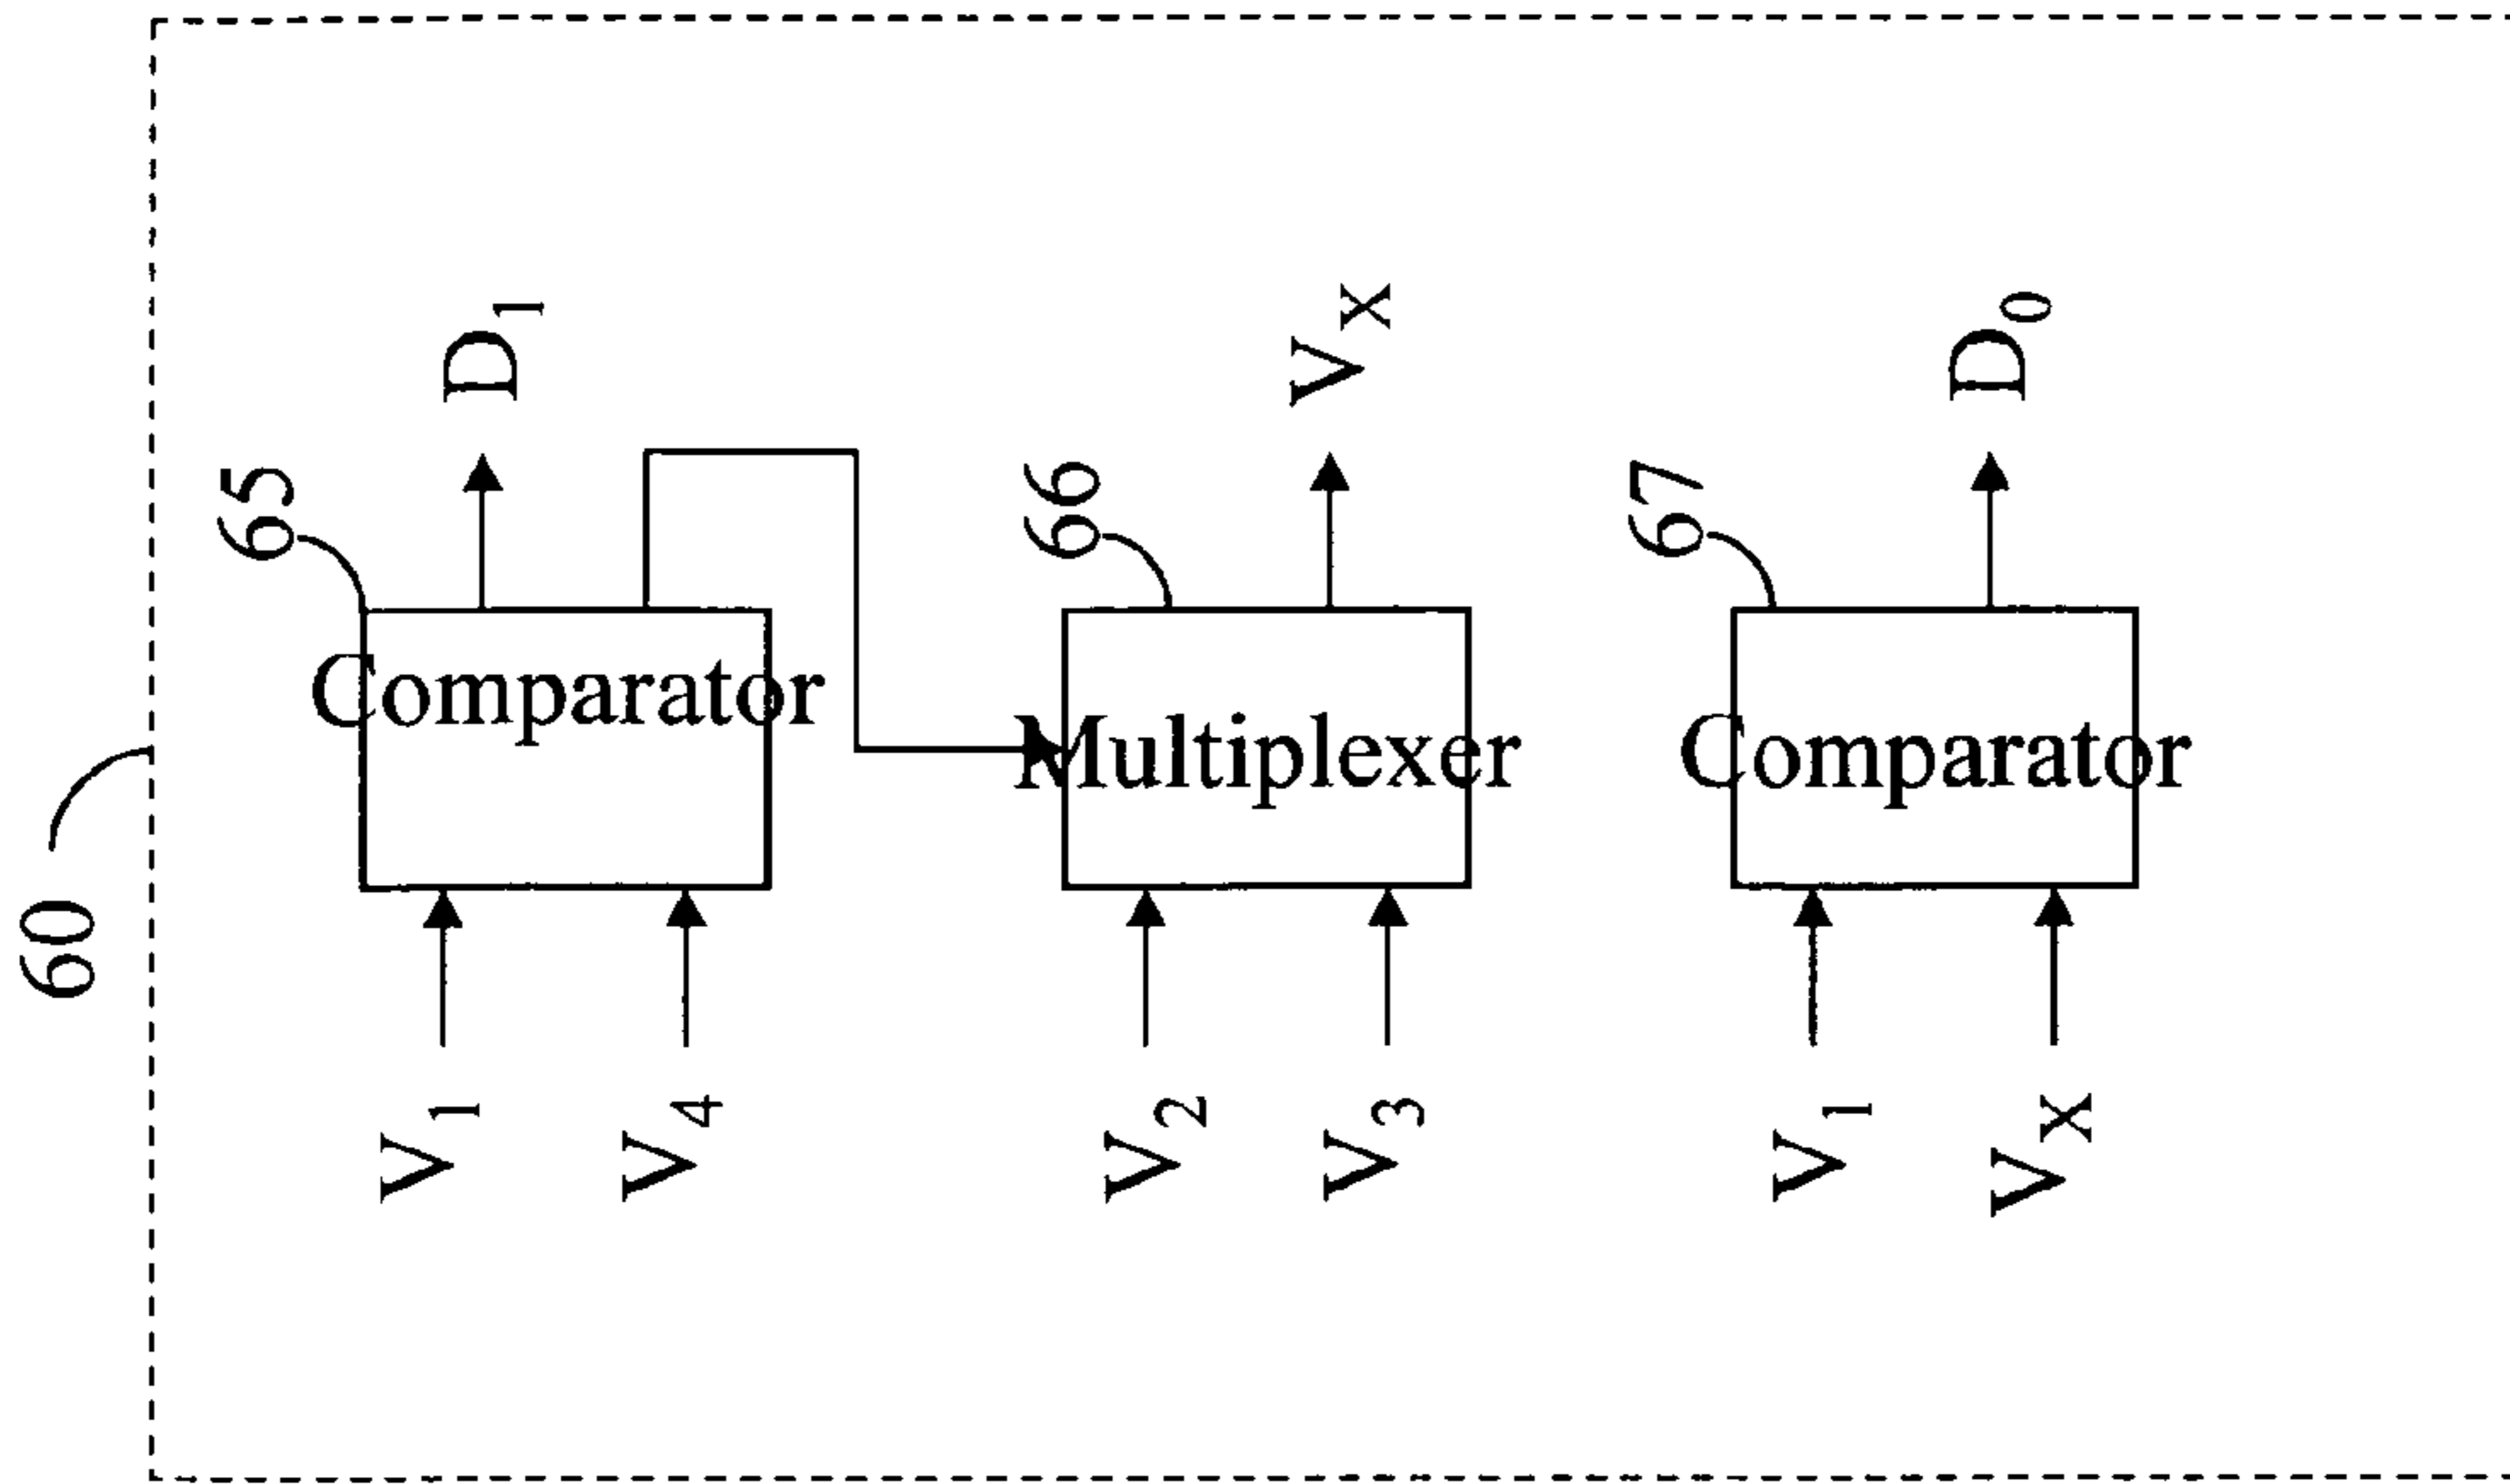 60
65
D1
Comparator
V1
V4
66
VX
Multiplexer
V2
V3
67
D0
Comparator
V1
VX